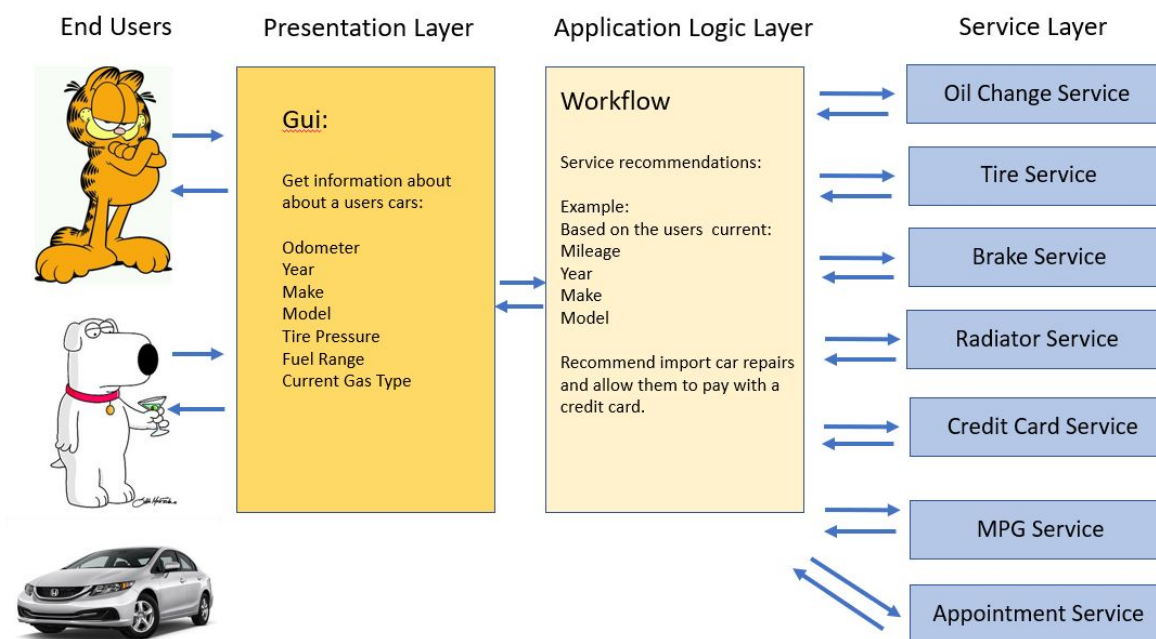 End Users
Presentation Layer
Application Logic Layer
Service Layer
Gui:
Get information about
about a users cars:
Odometer
Year
Make
Model
Tire Pressure
Fuel Range
Current Gas Type
Workflow
Service recommendations:
Example:
Based on the users current:
Mileage
Year
Make
Model
Recommend import car repairs
and allow them to pay with a
credit card.
Oil Change Service
Tire Service
Brake Service
Radiator Service
Credit Card Service
MPG Service
Appointment Service